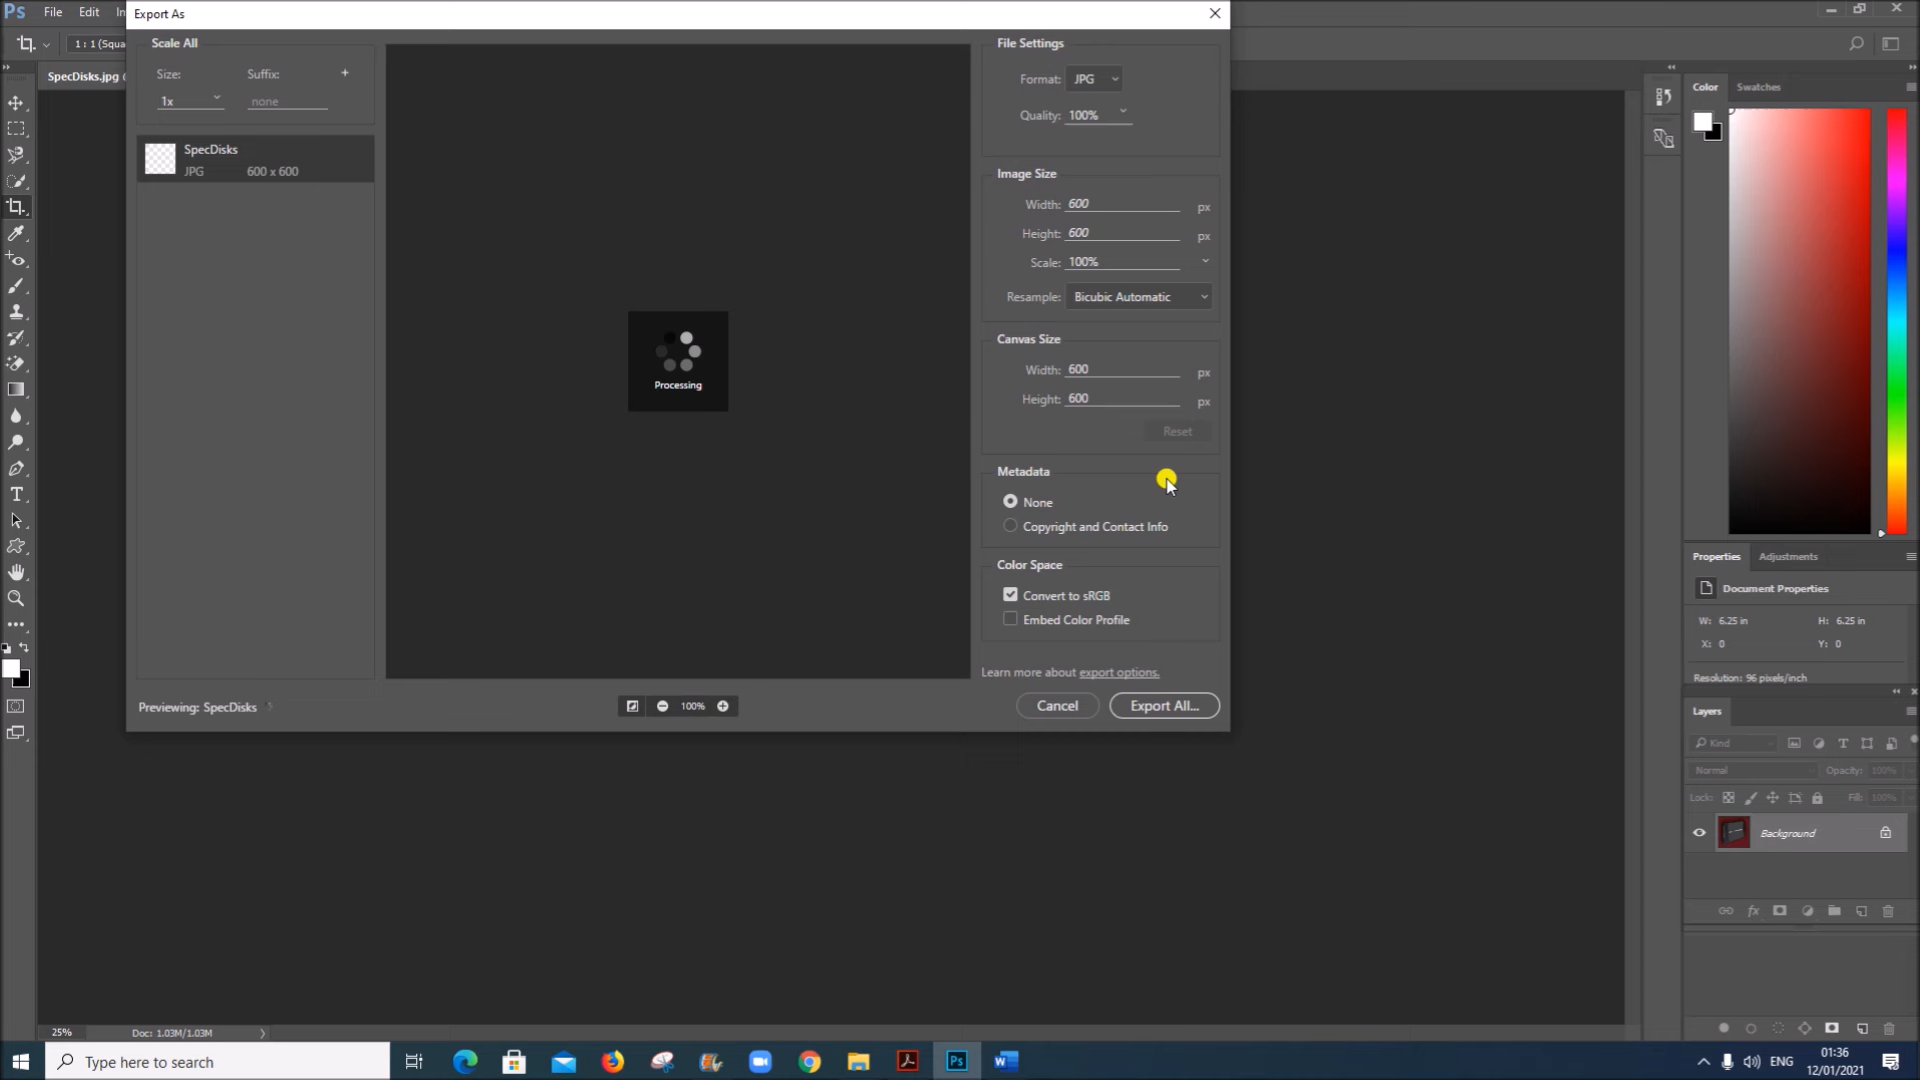 Ps File Edit In
Export As
1 : 1 (Squa
SpecDisks.jpg @
Scale All
Size: Suffix: +
1x none
SpecDisks
JPG 600 x 600
Processing
Previewing: SpecDisks
100%
File Settings
Format: JPG
Quality: 100%
Image Size
Width: 600 px
Height: 600 px
Scale: 100%
Resample: Bicubic Automatic
Canvas Size
Width: 600 px
Height: 600 px
Reset
Metadata
None
Copyright and Contact Info
Color Space
Convert to sRGB
Embed Color Profile
Learn more about export options.
Cancel Export All...
Color Swatches
Properties Adjustments
Document Properties
W: 6.25 in H: 6.25 in
X: 0 Y: 0
Resolution: 96 pixels/inch
Layers
Kind
Normal Opacity: 100%
Lock: Fill: 100%
Background
25% Doc: 1.03M/1.03M
Type here to search
Ps
ENG
01:36
12/01/2021